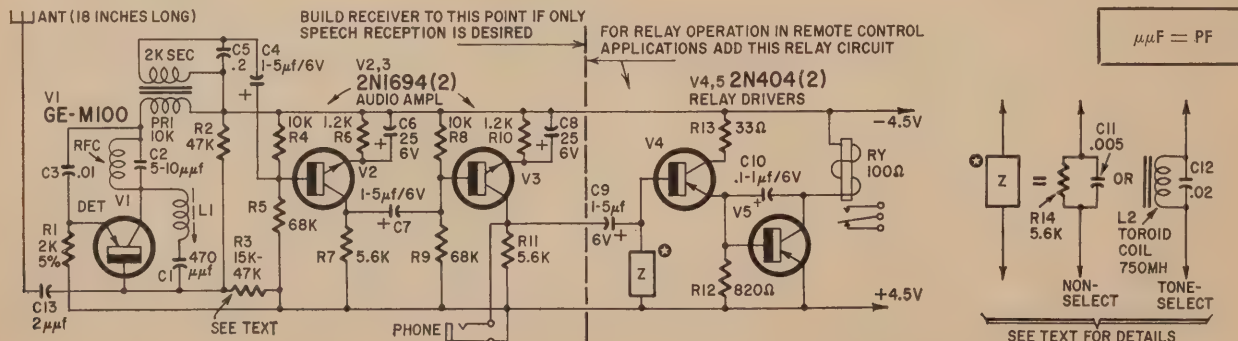 ANT (18 INCHES LONG)
BUILD RECEIVER TO THIS POINT IF ONLY
SPEECH RECEPTION IS DESIRED
FOR RELAY OPERATION IN REMOTE CONTROL
APPLICATIONS ADD THIS RELAY CIRCUIT
μμF = PF
2K SEC
C5
.2
C4
1-5μf/6V
+
V1
GE-M100
PRI
10K
R2
47K
V2,3
2N1694(2)
AUDIO AMPL
V4,5 2N404(2)
RELAY DRIVERS
-4.5V
10K
R4
1.2K
R6
C6
25
6V
+
10K
R8
1.2K
R10
C8
25
6V
+
R13
33Ω
RFC
C2
5-10μμf
C3
.01
DET
V1
L1
V2
V3
V4
C10
.1-1μf/6V
+
V5
RY
100Ω
1-5μf/6V
+
C7
C9
1-5μf
6V
+
R1
2K
5%
R5
68K
R3
15K-
47K
470
μμf
C1
R7
5.6K
R9
68K
R11
5.6K
Z
R12
820Ω
+4.5V
C13
2μμf
SEE TEXT
PHONE
Z
=
R14
5.6K
C11
.005
OR
C12
.02
L2
TOROID
COIL
750MH
NON-
SELECT
TONE-
SELECT
SEE TEXT FOR DETAILS